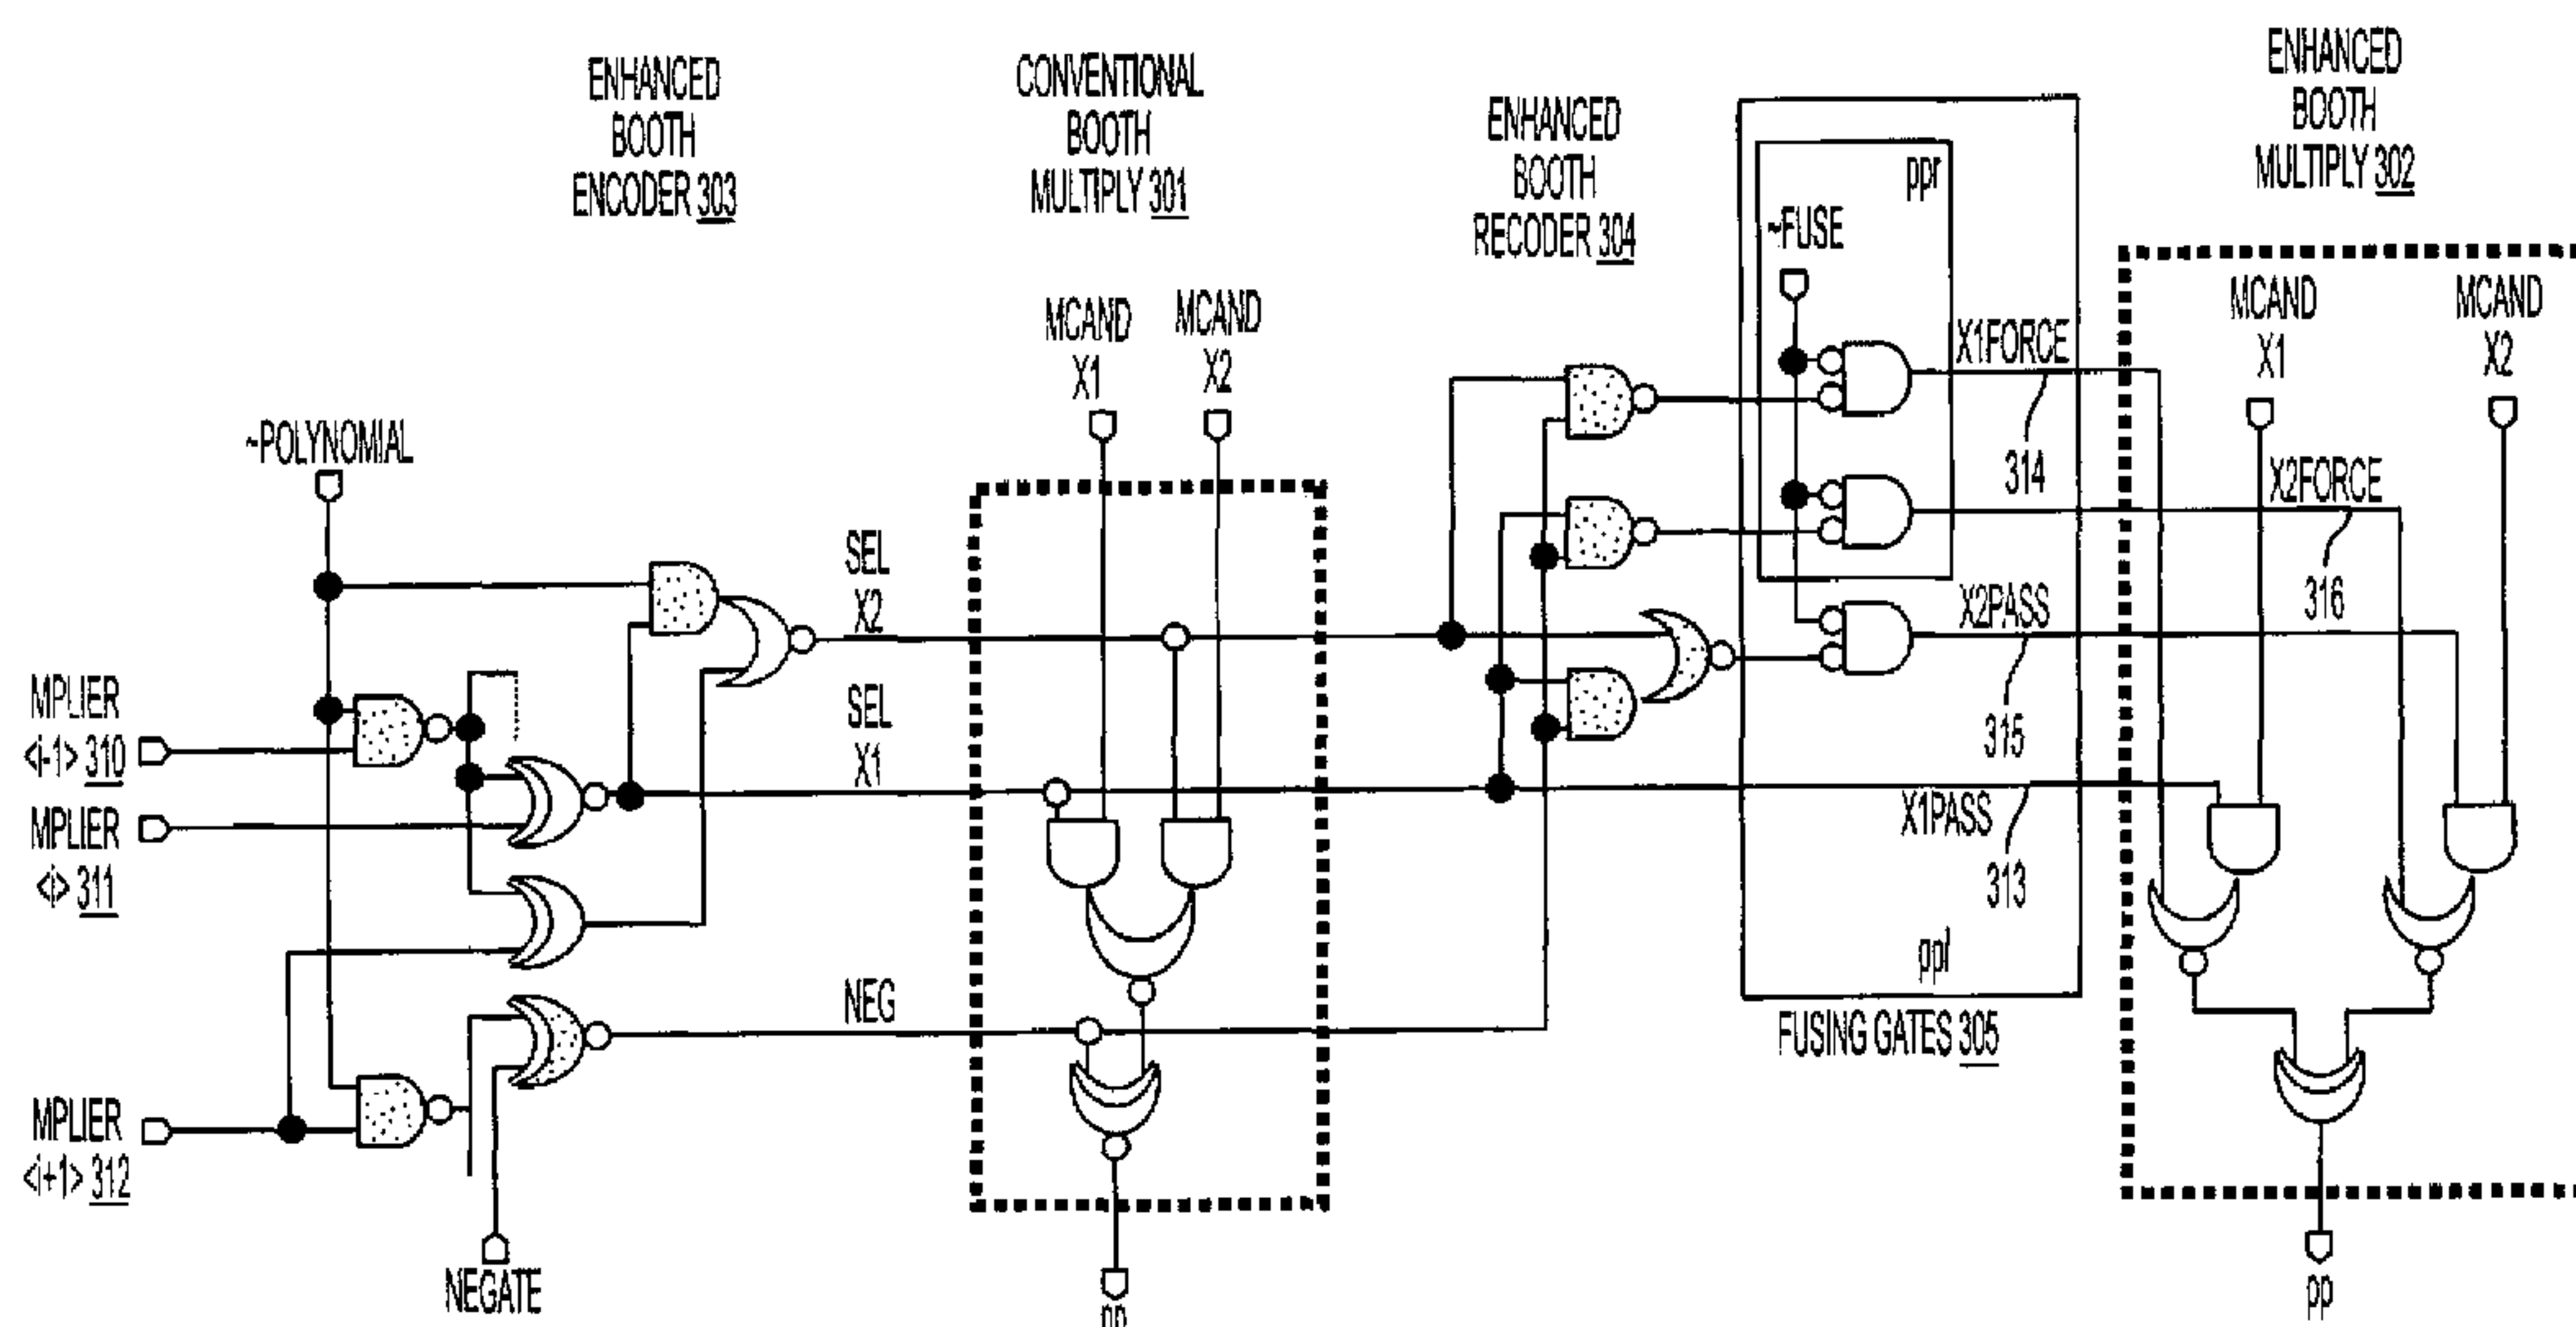 ENHANCED
BOOTH
ENCODER 303
CONVENTIONAL
BOOTH
MULTIPLY 301
ENHANCED
BOOTH
RECODER 304
ENHANCED
BOOTH
MULTIPLY 302
ppr
~FUSE
MCAND
X1
MCAND
X2
MCAND
X1
MCAND
X2
X1FORCE
314
X2FORCE
316
X2PASS
315
X1PASS
313
ppl
FUSING GATES 305
~POLYNOMIAL
SEL
X2
SEL
X1
NEG
MPLIER
<i-1> 310
MPLIER
<i> 311
MPLIER
<i+1> 312
NEGATE
pp
pp